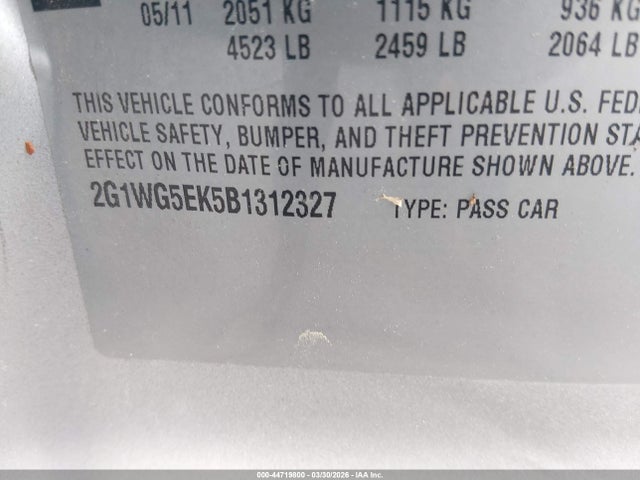 05/11 2051 KG 1115 KG 936 KG
4523 LB 2459 LB 2064 LB
THIS VEHICLE CONFORMS TO ALL APPLICABLE U.S. FED
VEHICLE SAFETY, BUMPER, AND THEFT PREVENTION STA
EFFECT ON THE DATE OF MANUFACTURE SHOWN ABOVE.
2G1WG5EK5B1312327 TYPE: PASS CAR
000-44719800 - 03/30/2026 - IAA Inc.